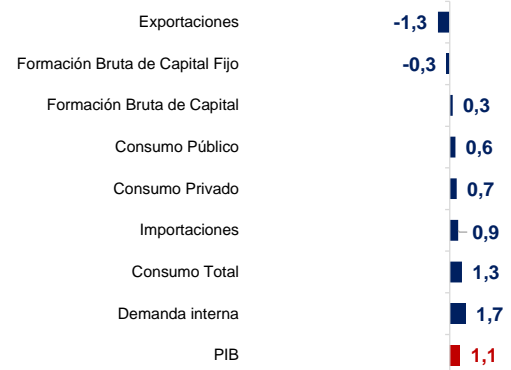 Exportaciones -1,3
Formación Bruta de Capital Fijo -0,3
Formación Bruta de Capital 0,3
Consumo Público 0,6
Consumo Privado 0,7
Importaciones 0,9
Consumo Total 1,3
Demanda interna 1,7
PIB 1,1